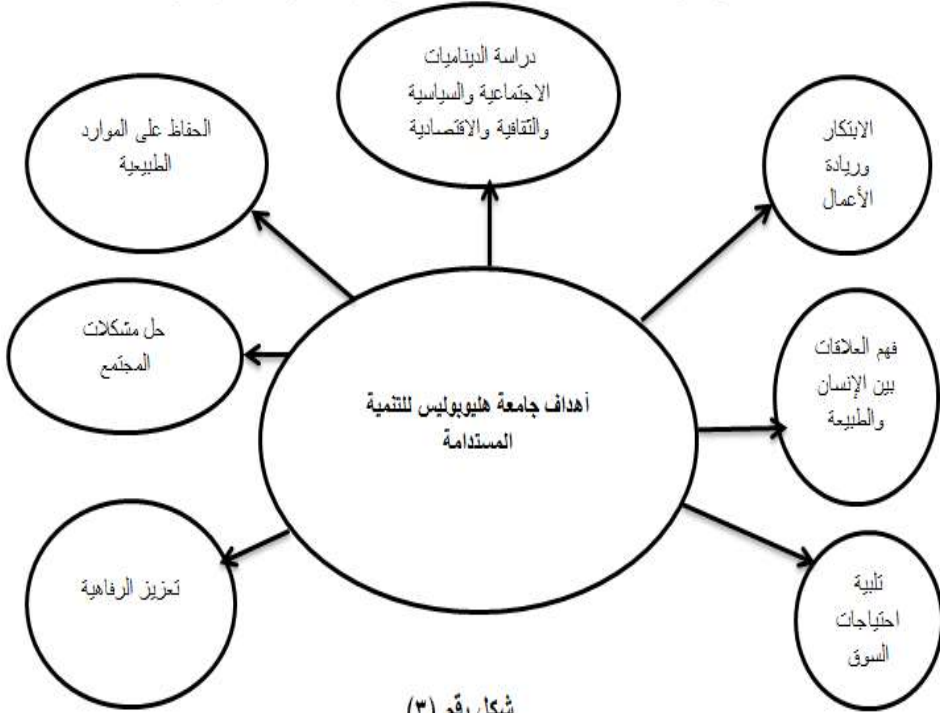 دراسة الديناميات
الاجتماعية والسياسية
والثقافية والاقتصادية
الابتكار
وريادة
الأعمال
الحفاظ على الموارد
الطبيعية
فهم العلاقات
بين الإنسان
والطبيعة
حل مشكلات
المجتمع
أهداف جامعة هليوبوليس للتنمية
المستدامة
تلبية
احتياجات
السوق
تعزيز الرفاهية
شكل رقم (٣)